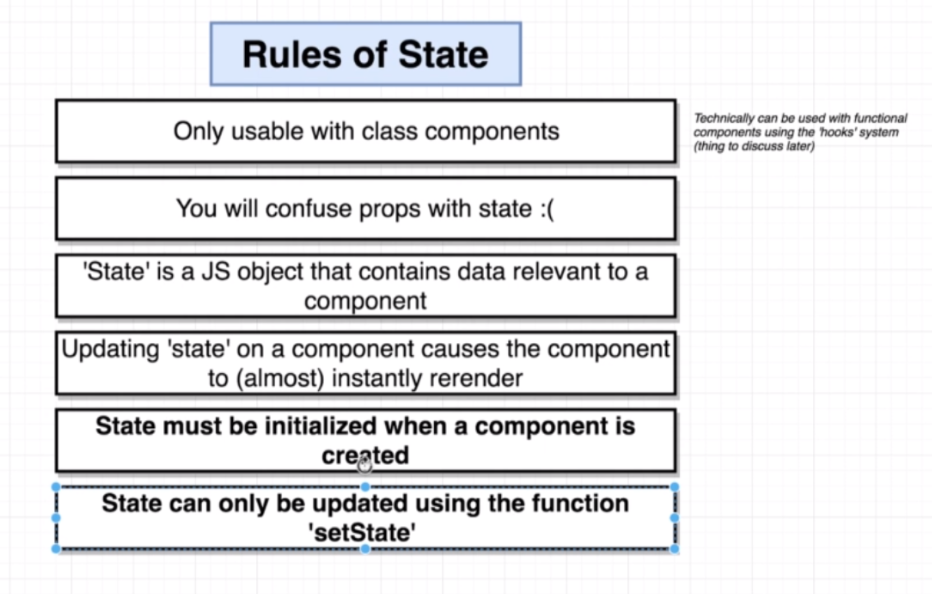 Rules of State
Only usable with class components
Technically can be used with functional
components using the 'hooks' system
(thing to discuss later)
You will confuse props with state :(
'State' is a JS object that contains data relevant to a
component
Updating 'state' on a component causes the component
to (almost) instantly rerender
State must be initialized when a component is
created
State can only be updated using the function
'setState'